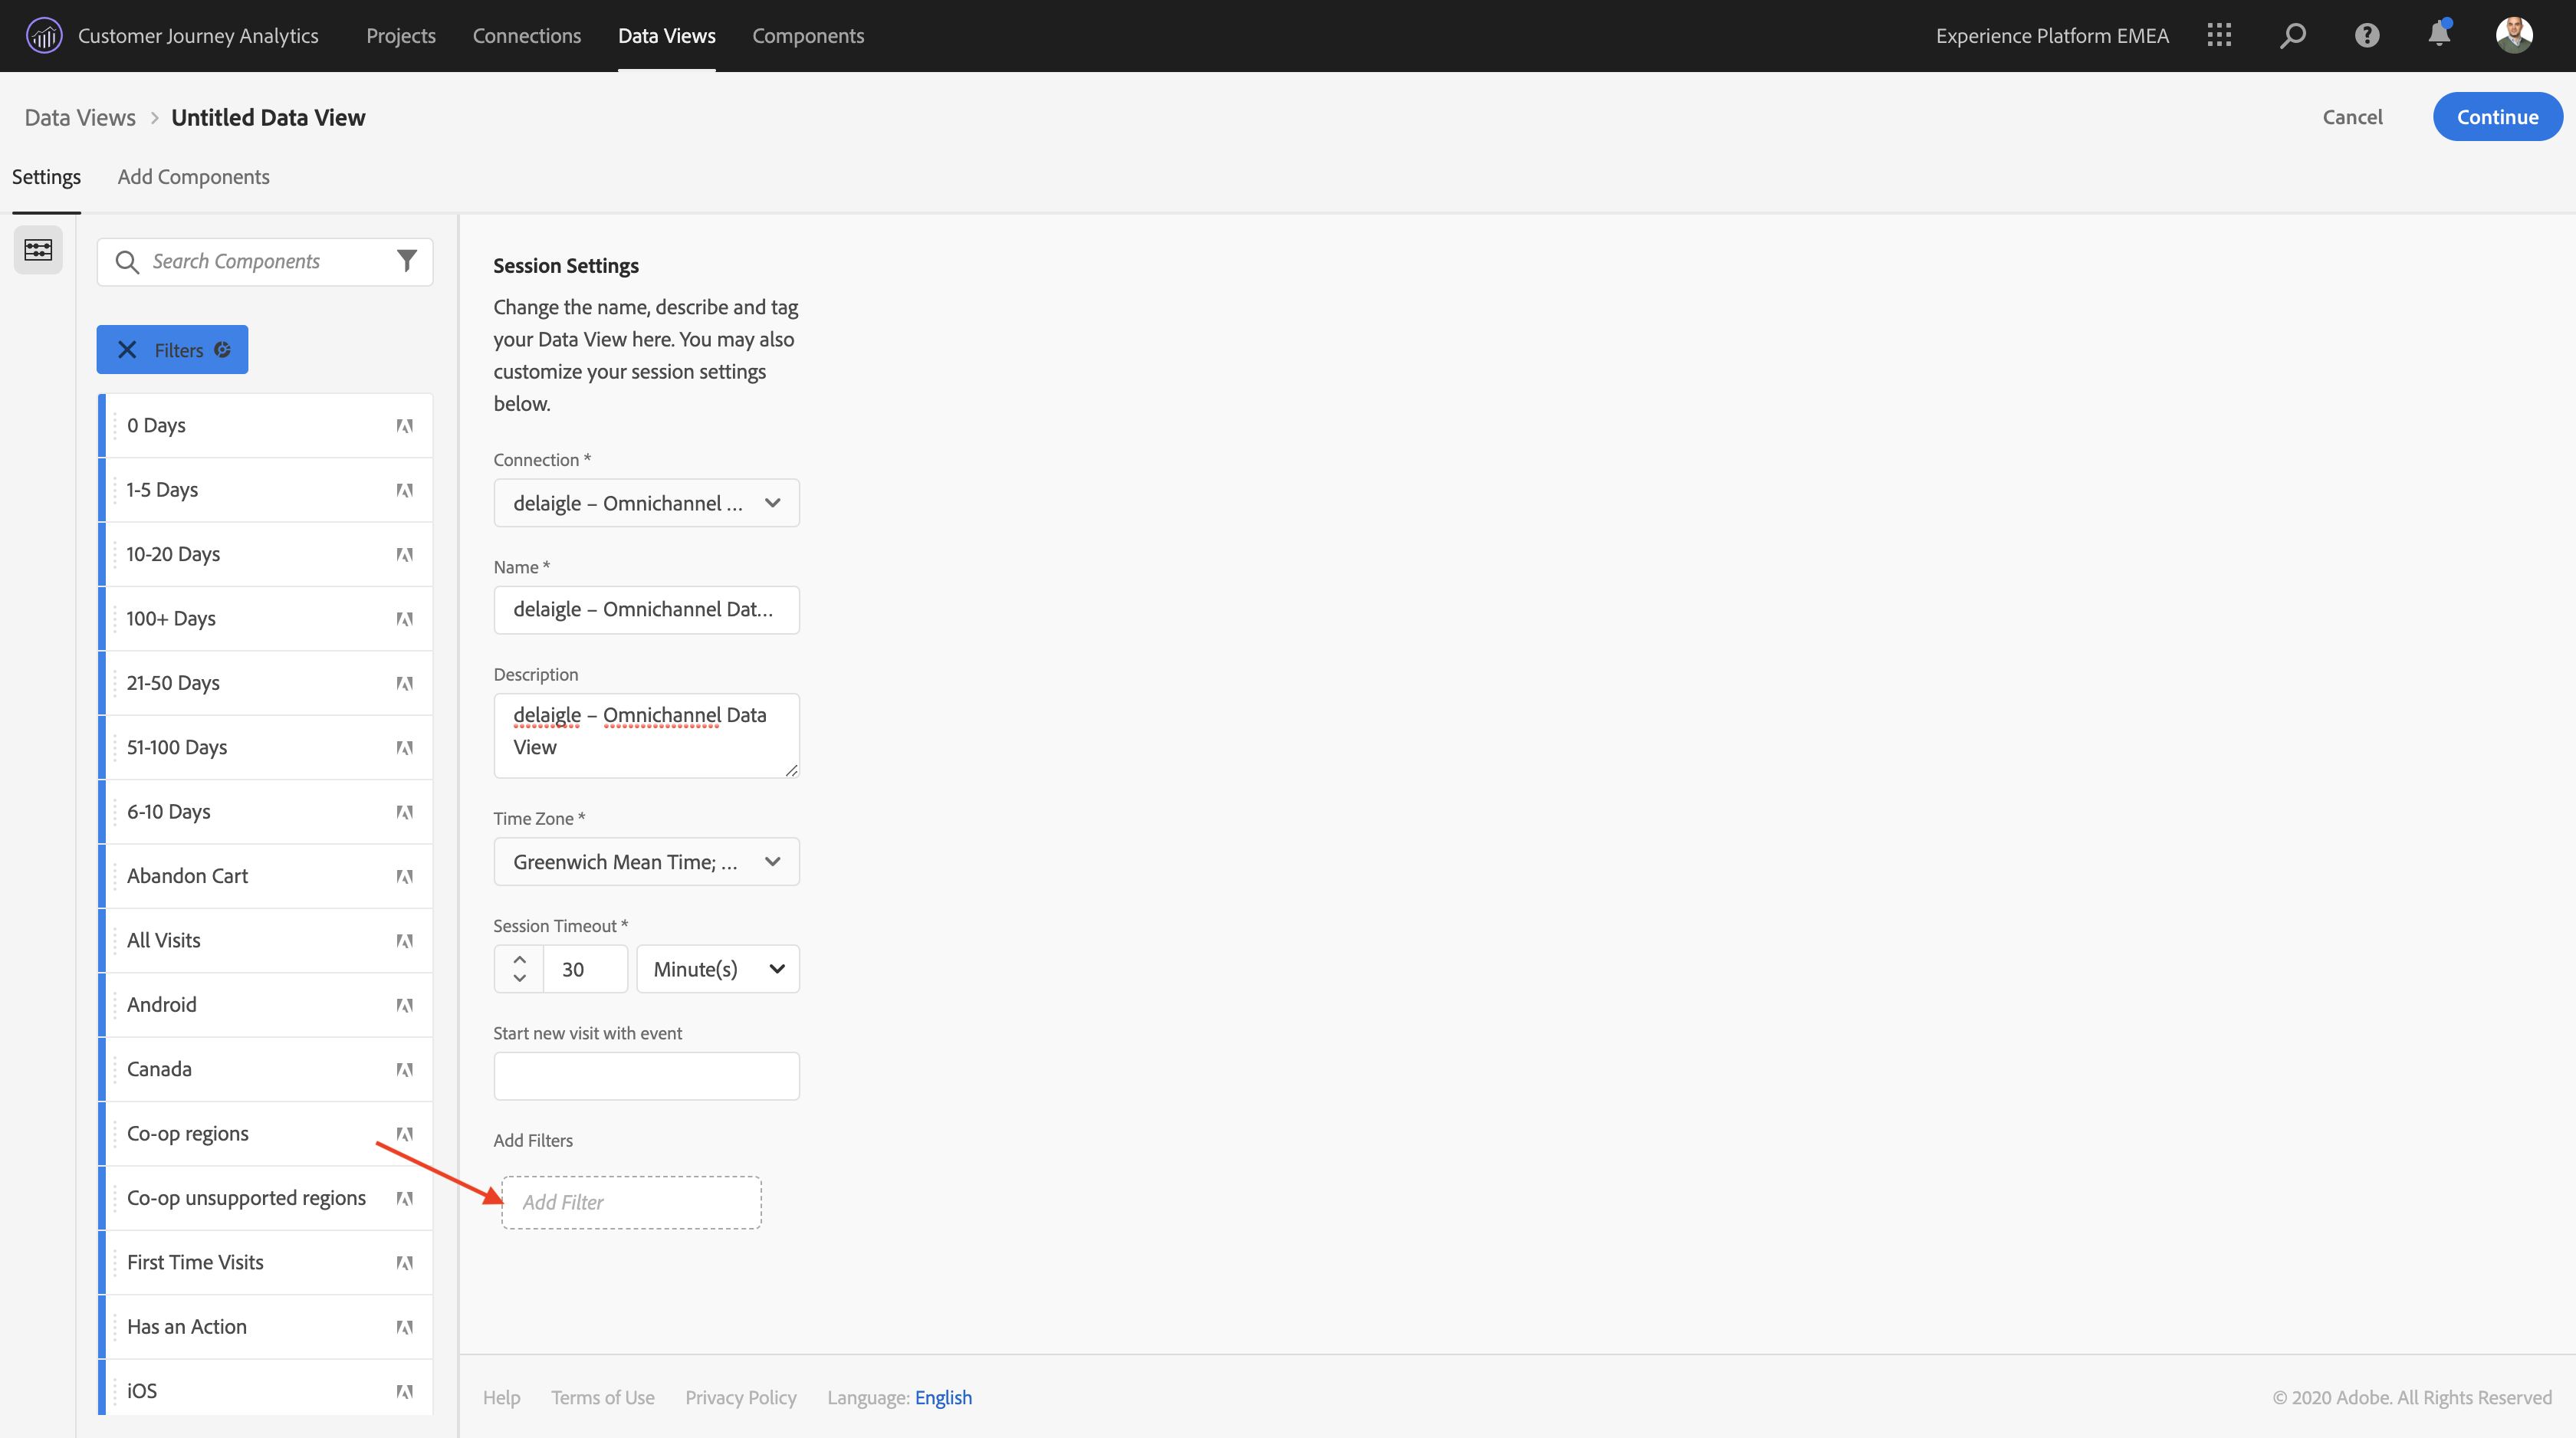 Customer Journey Analytics Projects Connections Data Views Components Experience Platform EMEA
Data Views > Untitled Data View Cancel Continue
Settings Add Components
Search Components
Filters
0 Days
1-5 Days
10-20 Days
100+ Days
21-50 Days
51-100 Days
6-10 Days
Abandon Cart
All Visits
Android
Canada
Co-op regions
Co-op unsupported regions
First Time Visits
Has an Action
iOS
Session Settings
Change the name, describe and tag
your Data View here. You may also
customize your session settings
below.
Connection *
delaigle – Omnichannel ...
Name *
delaigle – Omnichannel Dat...
Description
delaigle – Omnichannel Data
View
Time Zone *
Greenwich Mean Time; ...
Session Timeout *
30 Minute(s)
Start new visit with event
Add Filters
Add Filter
Help Terms of Use Privacy Policy Language: English © 2020 Adobe. All Rights Reserved